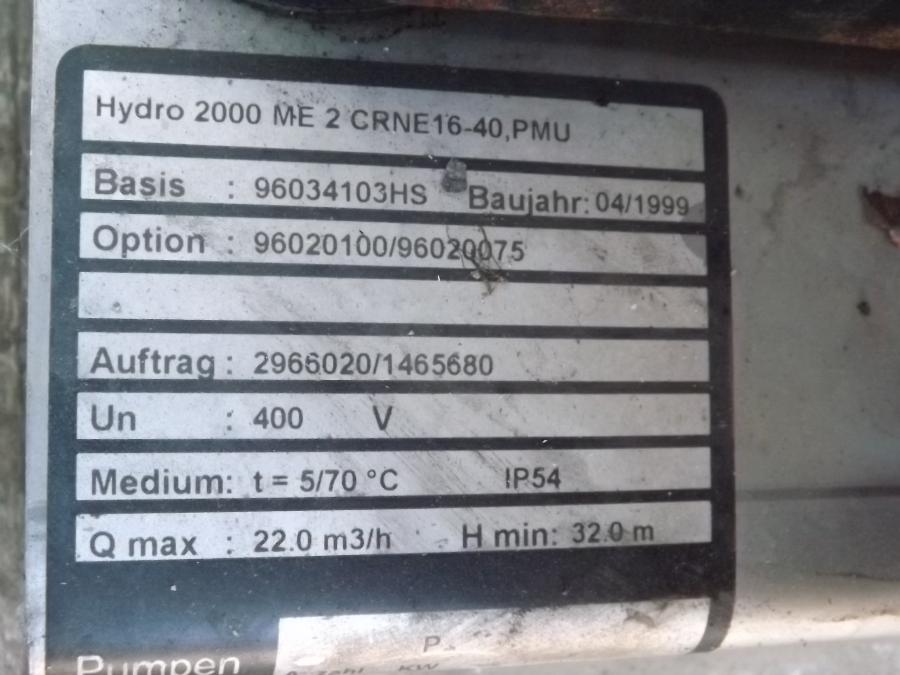 Hydro 2000 ME 2 CRNE16-40,PMU
Basis : 96034103HS Baujahr: 04/1999
Option : 96020100/96020075
Auftrag : 2966020/1465680
Un : 400 V
Medium: t = 5/70 °C IP54
Q max : 22.0 m3/h H min: 32.0 m
P
Pumpen kW